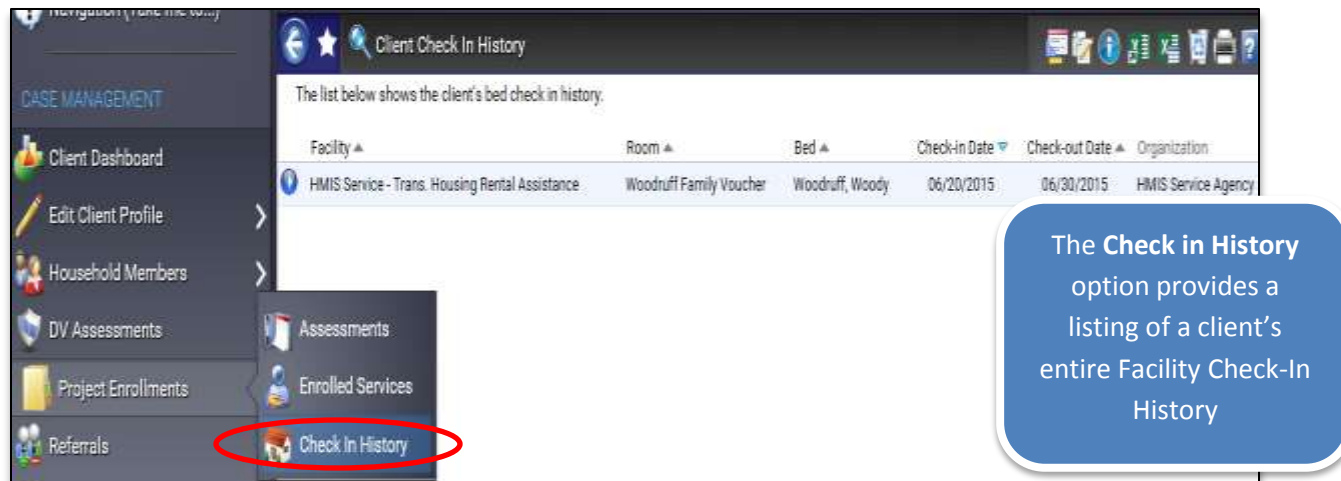 Navigation (Take me to...)
Client Check In History
CASE MANAGEMENT
The list below shows the client's bed check in history.
Facility Room Bed Check-in Date Check-out Date Organization
HMIS Service - Trans. Housing Rental Assistance Woodruff Family Voucher Woodruff, Woody 06/20/2015 06/30/2015 HMIS Service Agency
Client Dashboard
Edit Client Profile
Household Members
DV Assessments
Project Enrollments
Referrals
Assessments
Enrolled Services
Check In History
The Check in History
option provides a
listing of a client's
entire Facility Check-In
History